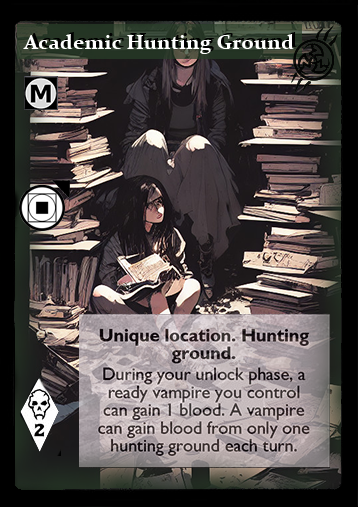 Academic Hunting Ground
M
Unique location. Hunting
ground.
During your unlock phase, a
ready vampire you control
can gain 1 blood. A vampire
can gain blood from only one
hunting ground each turn.
2